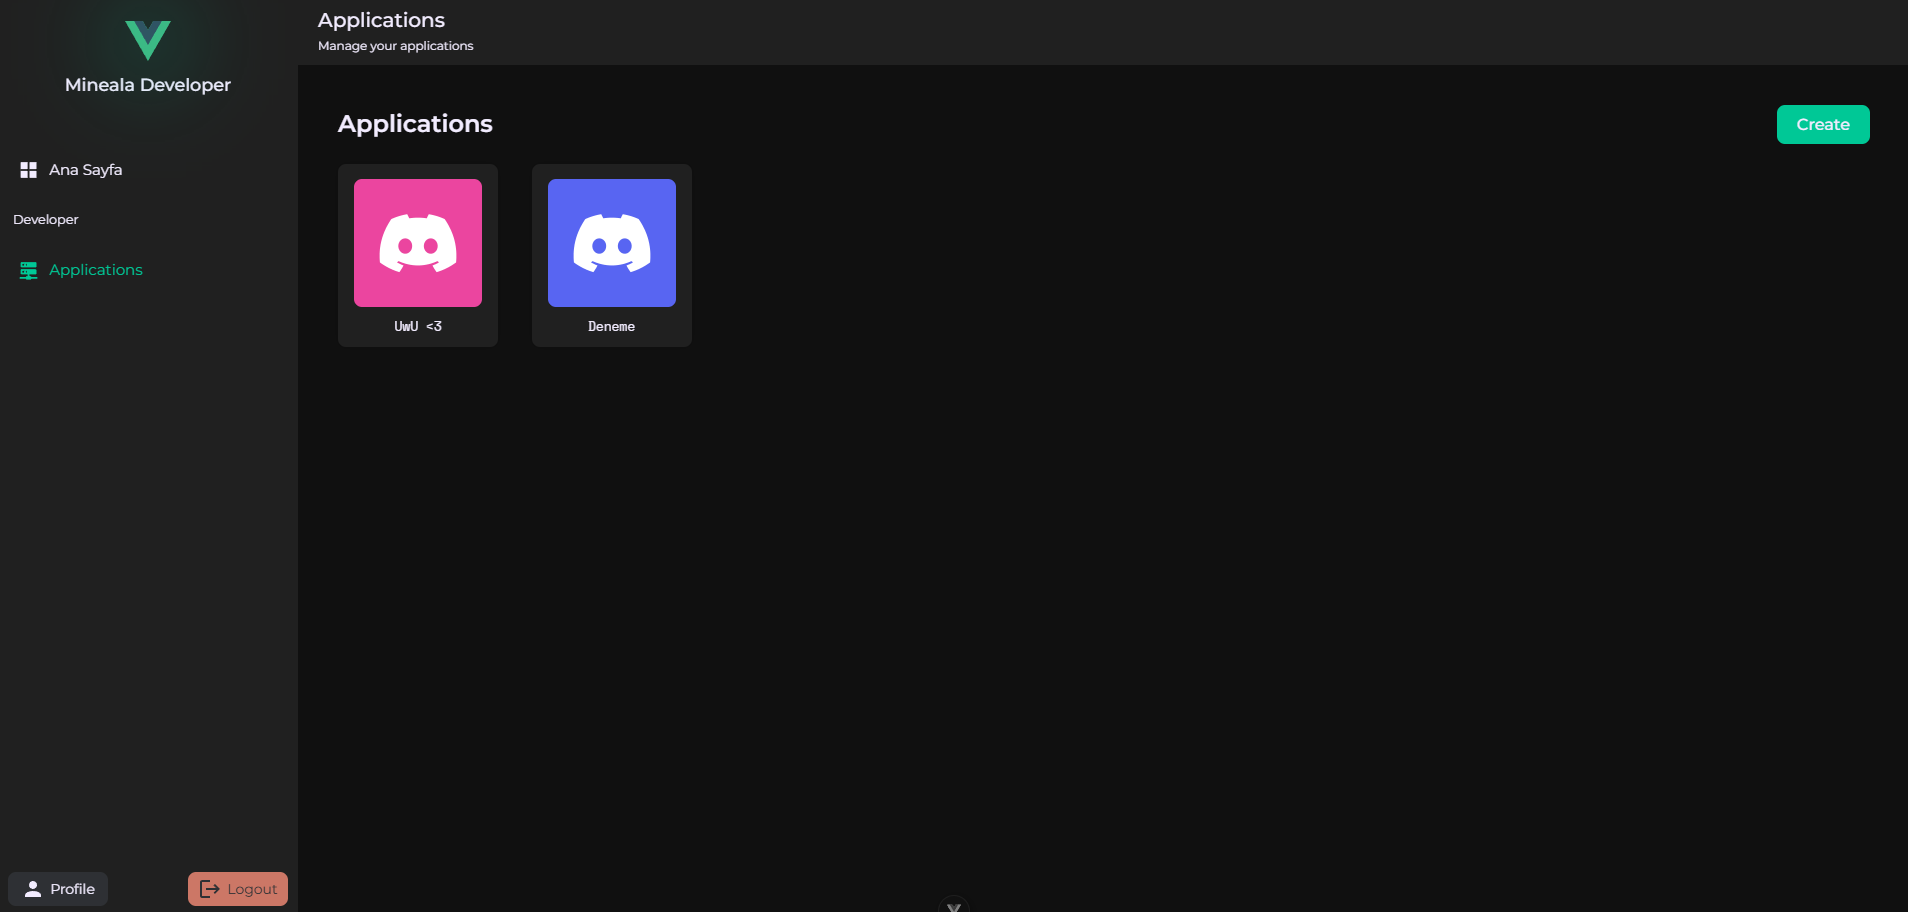 Mineala Developer
Ana Sayfa
Developer
Applications
Profile
Logout
Applications
Manage your applications
Applications
Create
UwU <3
Deneme